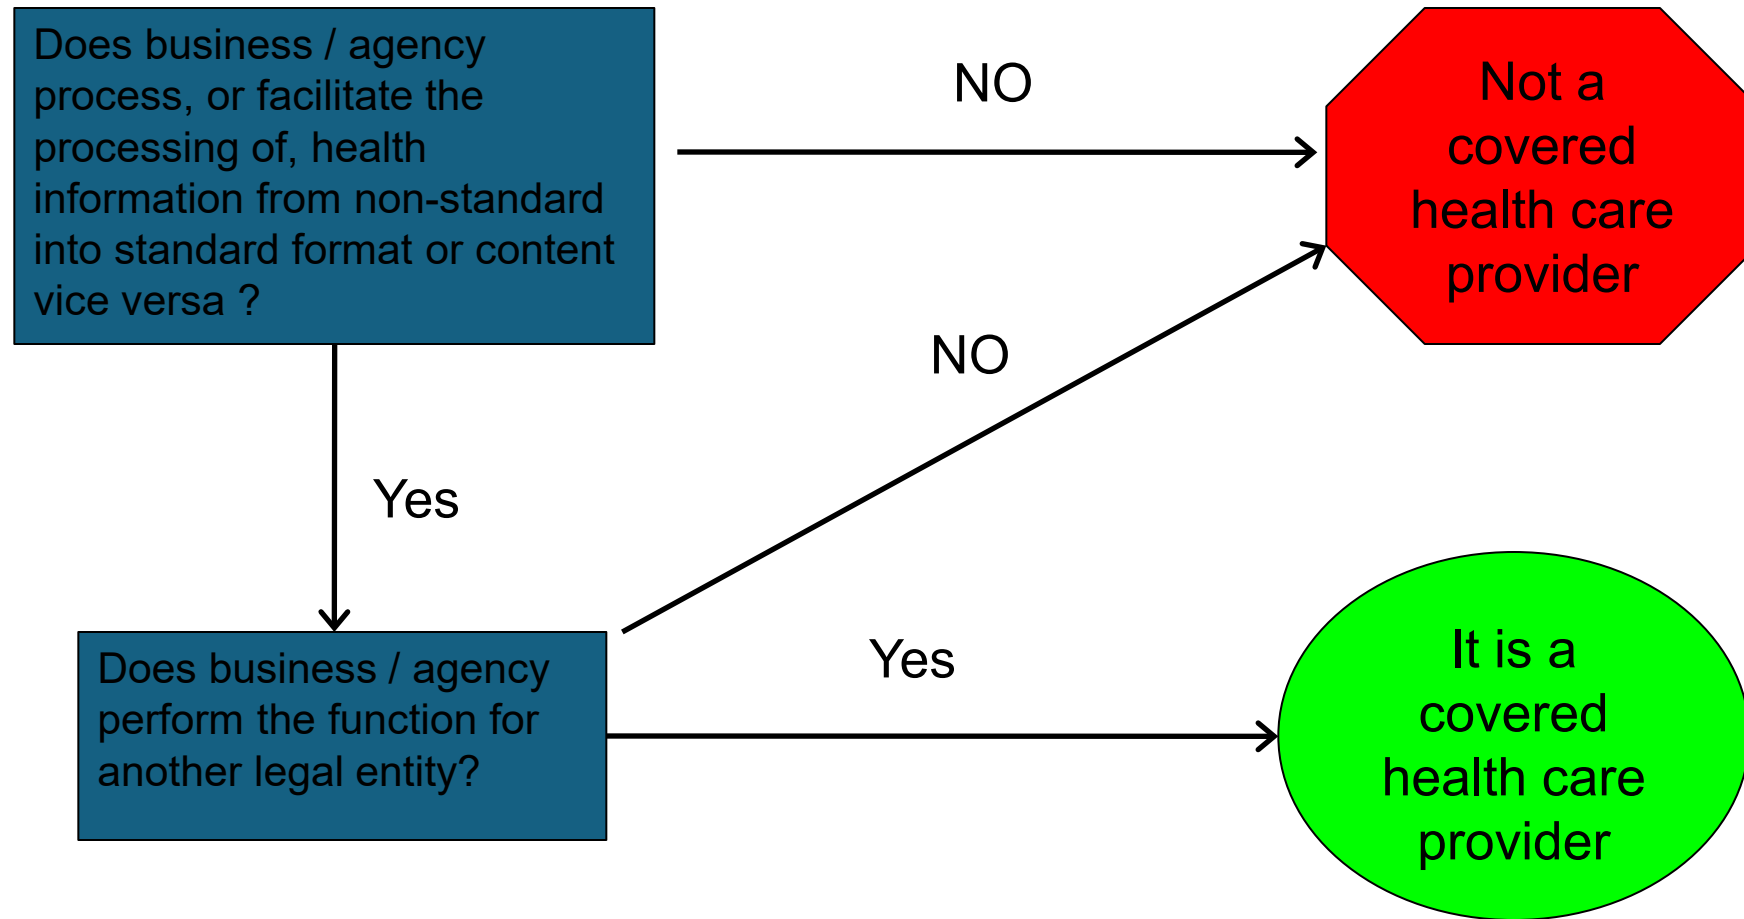 Does business / agency
process, or facilitate the
processing of, health
information from non-standard
into standard format or content
vice versa ?
NO
Not a
covered
health care
provider
NO
Yes
Does business / agency
perform the function for
another legal entity?
Yes
It is a
covered
health care
provider